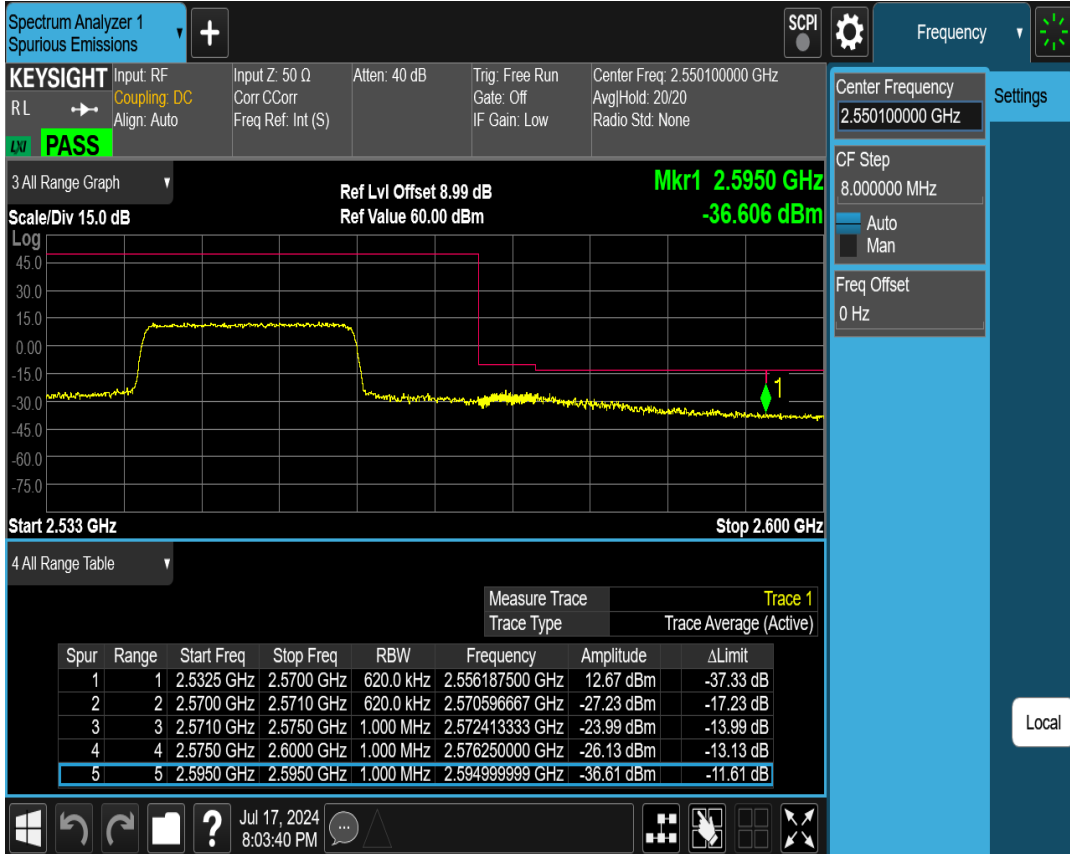 Spectrum Analyzer 1
Spurious Emissions
+
SCPI
Frequency
KEYSIGHT
RL
LXI
PASS
Input: RF
Coupling: DC
Align: Auto
Input Z: 50 Ω
Corr CCorr
Freq Ref: Int (S)
Atten: 40 dB
Trig: Free Run
Gate: Off
IF Gain: Low
Center Freq: 2.550100000 GHz
Avg|Hold: 20/20
Radio Std: None
Center Frequency
2.550100000 GHz
Settings
CF Step
8.000000 MHz
Auto
Man
Freq Offset
0 Hz
3 All Range Graph
Ref Lvl Offset 8.99 dB
Mkr1 2.5950 GHz
Scale/Div 15.0 dB
Ref Value 60.00 dBm
-36.606 dBm
Log
45.0
30.0
15.0
0.00
-15.0
-30.0
-45.0
-60.0
-75.0
1
Start 2.533 GHz
Stop 2.600 GHz
4 All Range Table
Measure Trace Trace 1
Trace Type Trace Average (Active)
Spur Range Start Freq Stop Freq RBW Frequency Amplitude ΔLimit
1 1 2.5325 GHz 2.5700 GHz 620.0 kHz 2.556187500 GHz 12.67 dBm -37.33 dB
2 2 2.5700 GHz 2.5710 GHz 620.0 kHz 2.570596667 GHz -27.23 dBm -17.23 dB
3 3 2.5710 GHz 2.5750 GHz 1.000 MHz 2.572413333 GHz -23.99 dBm -13.99 dB
4 4 2.5750 GHz 2.6000 GHz 1.000 MHz 2.576250000 GHz -26.13 dBm -13.13 dB
5 5 2.5950 GHz 2.5950 GHz 1.000 MHz 2.594999999 GHz -36.61 dBm -11.61 dB
Local
?
Jul 17, 2024
8:03:40 PM